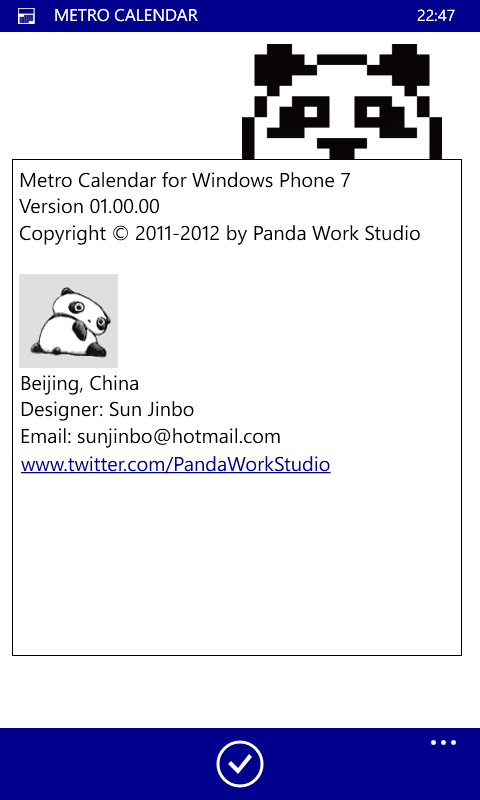 METRO CALENDAR 22:47
Metro Calendar for Windows Phone 7
Version 01.00.00
Copyright © 2011-2012 by Panda Work Studio
Beijing, China
Designer: Sun Jinbo
Email: sunjinbo@hotmail.com
www.twitter.com/PandaWorkStudio